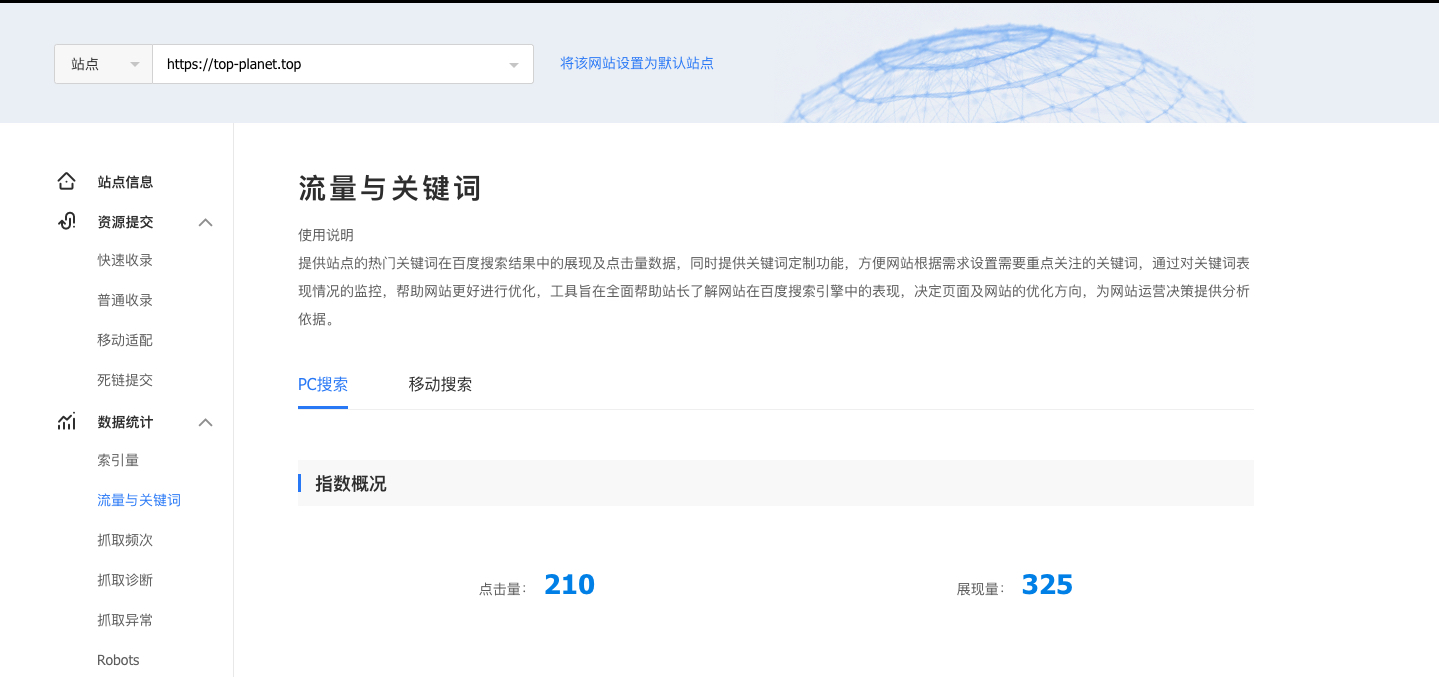 站点
https://top-planet.top
将该网站设置为默认站点
站点信息
资源提交
快速收录
普通收录
移动适配
死链提交
数据统计
索引量
流量与关键词
抓取频次
抓取诊断
抓取异常
Robots
流量与关键词
使用说明
提供站点的热门关键词在百度搜索结果中的展现及点击量数据，同时提供关键词定制功能，方便网站根据需求设置需要重点关注的关键词，通过对关键词表
现情况的监控，帮助网站更好进行优化，工具旨在全面帮助站长了解网站在百度搜索引擎中的表现，决定页面及网站的优化方向，为网站运营决策提供分析
依据。
PC搜索
移动搜索
指数概况
点击量： 210
展现量： 325